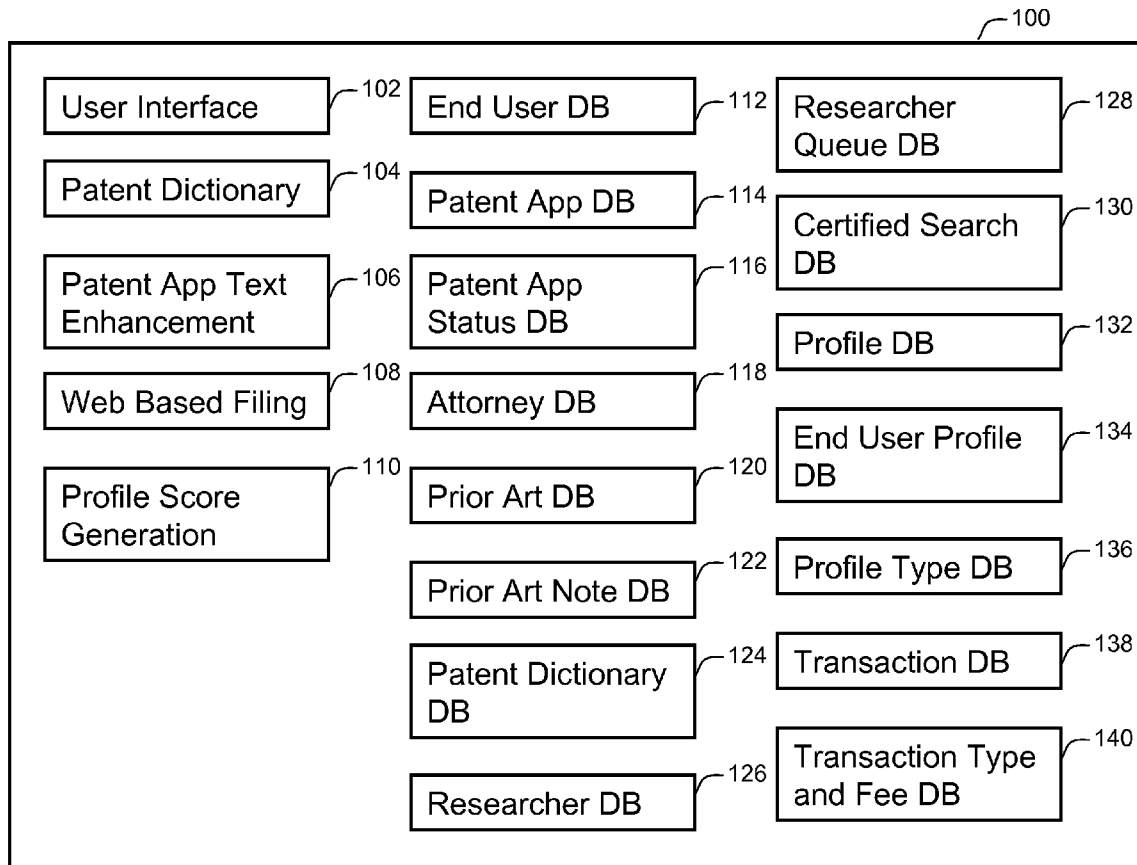 100
User Interface
102
Patent Dictionary
104
Patent App Text
Enhancement
106
Web Based Filing
108
Profile Score
Generation
110
End User DB
112
Patent App DB
114
Patent App
Status DB
116
Attorney DB
118
Prior Art DB
120
Prior Art Note DB
122
Patent Dictionary
DB
124
Researcher DB
126
Researcher
Queue DB
128
Certified Search
DB
130
Profile DB
132
End User Profile
DB
134
Profile Type DB
136
Transaction DB
138
Transaction Type
and Fee DB
140